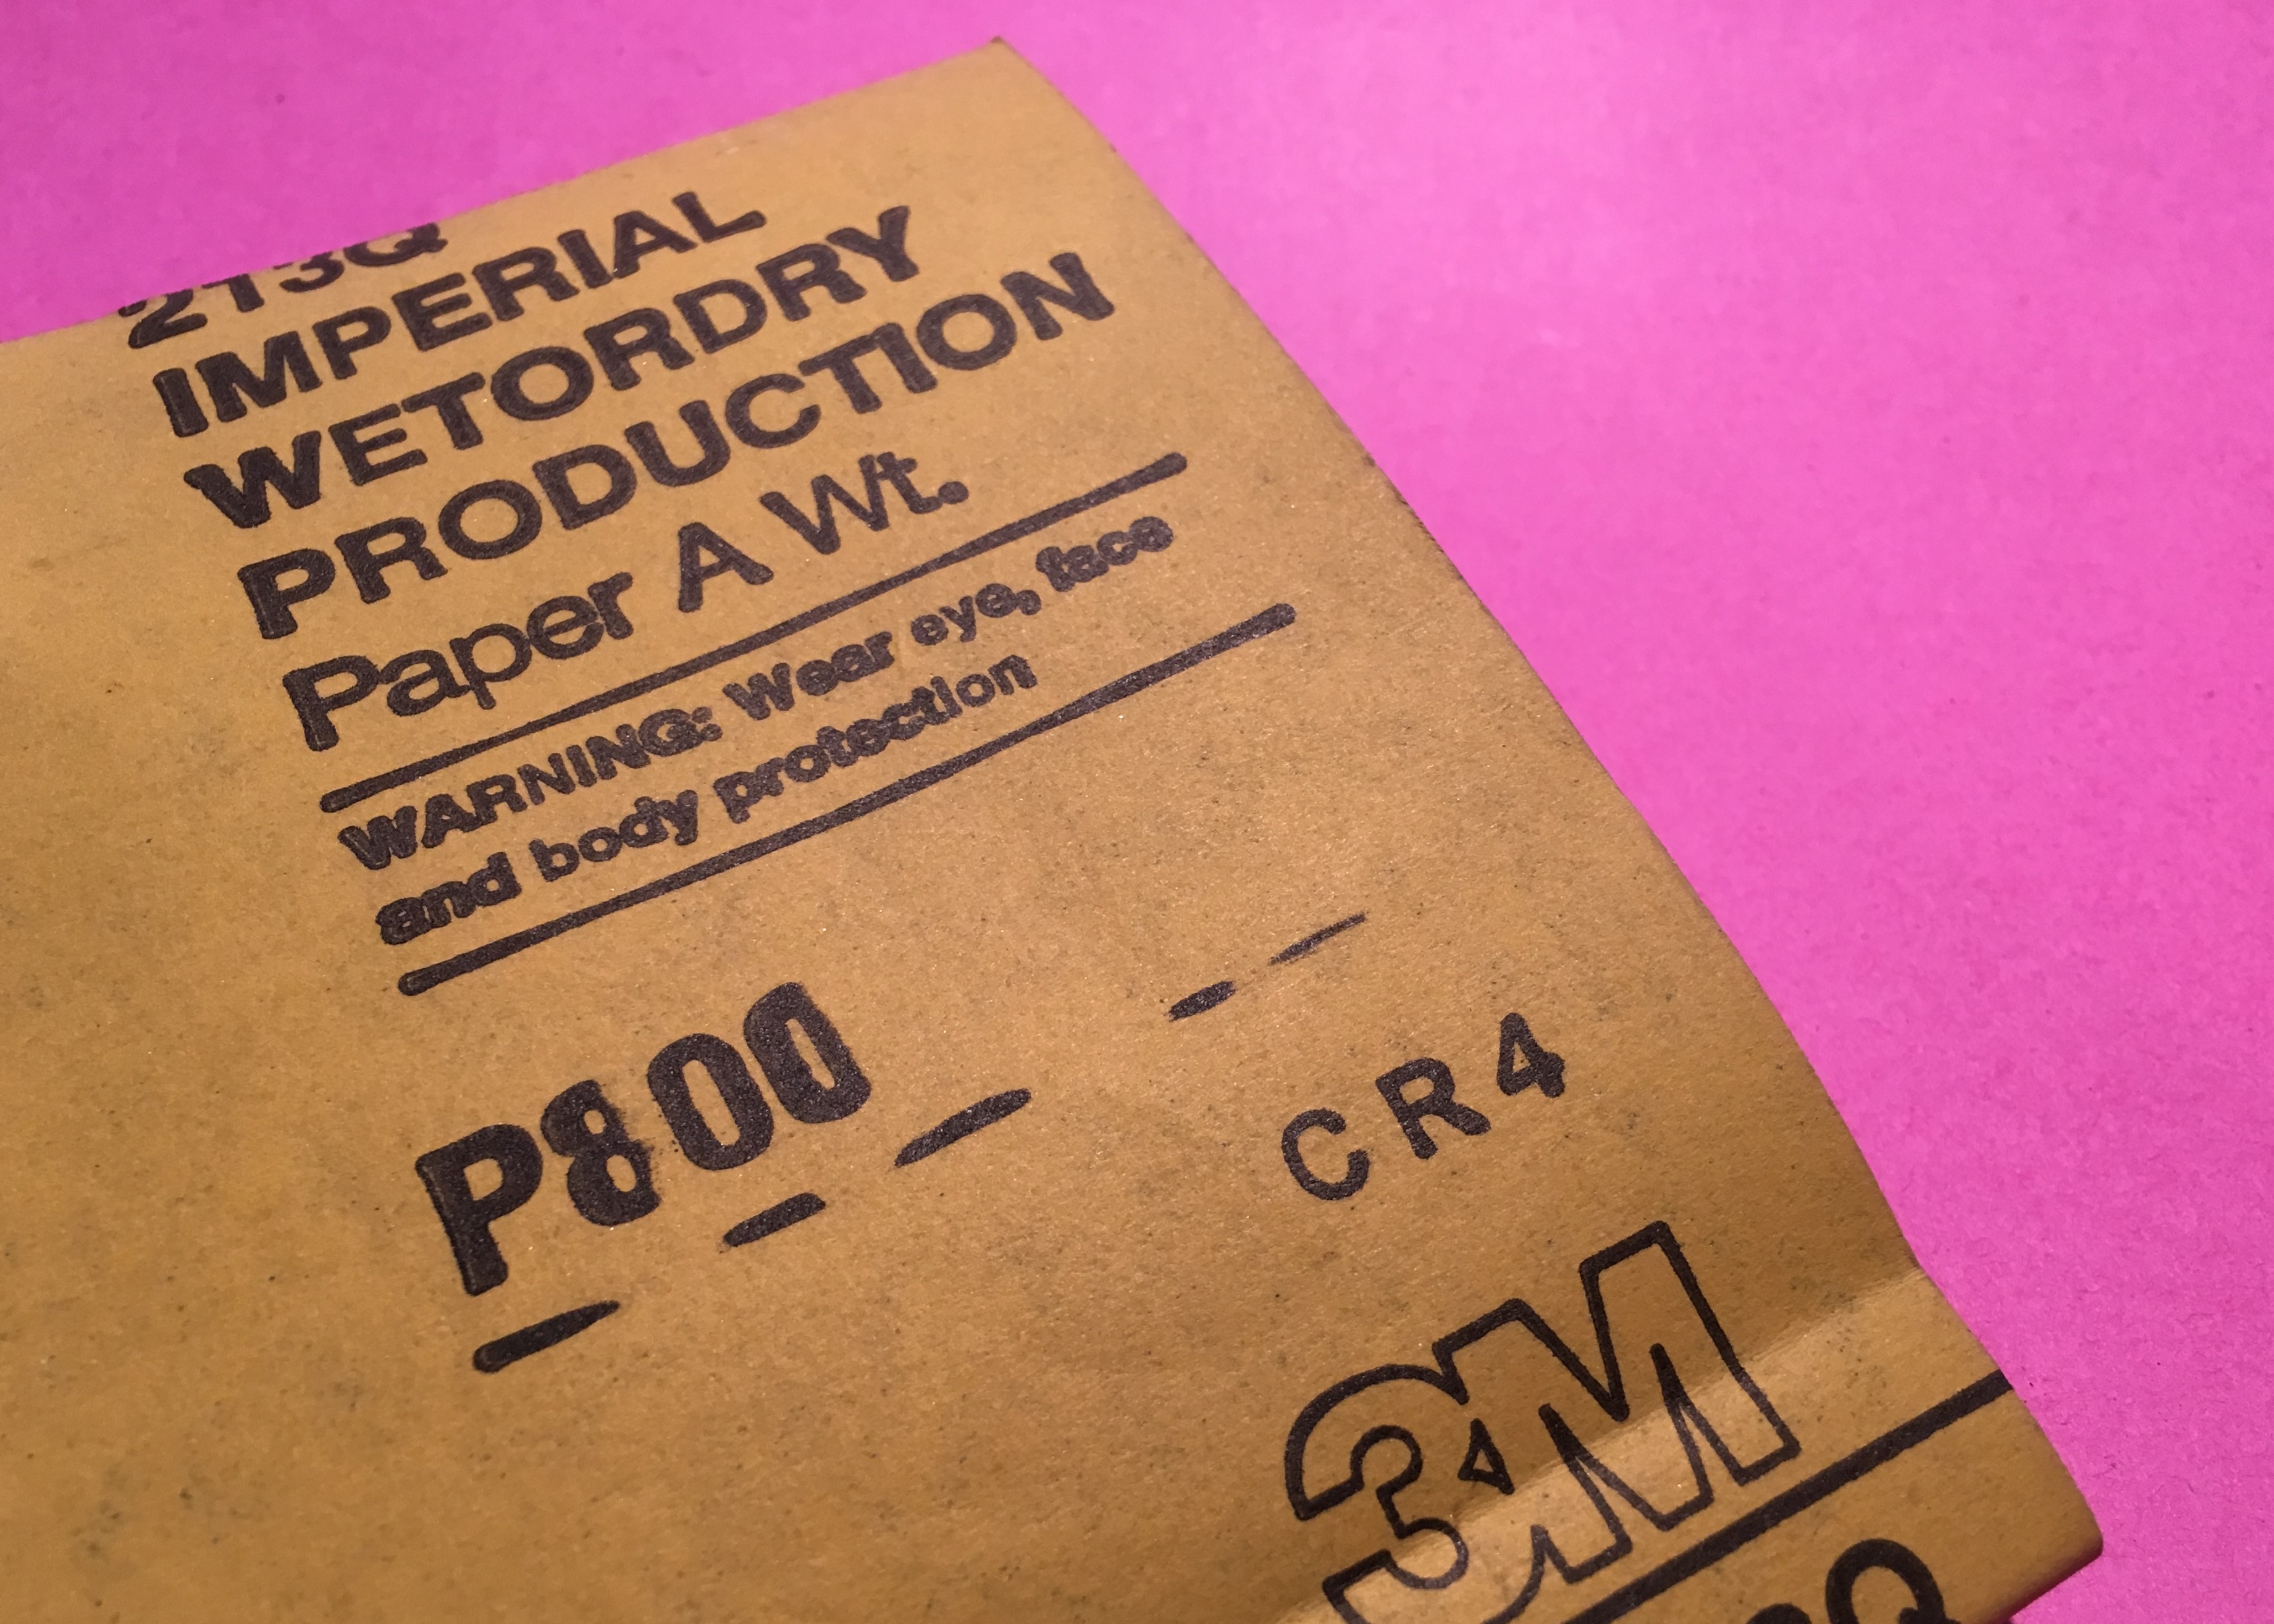 213Q
IMPERIAL
WETORDRY
PRODUCTION
Paper A Wt.
WARNING: Wear eye, face
and body protection
P800
CR4
3M